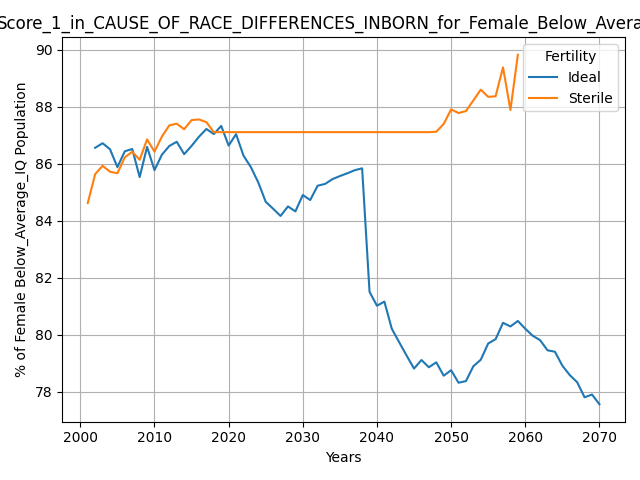 Score_1_in_CAUSE_OF_RACE_DIFFERENCES_INBORN_for_Female_Below_Avera
90
88
86
84
82
80
78
% of Female Below_Average_IQ Population
Fertility
Ideal
Sterile
2000 2010 2020 2030 2040 2050 2060 2070
Years